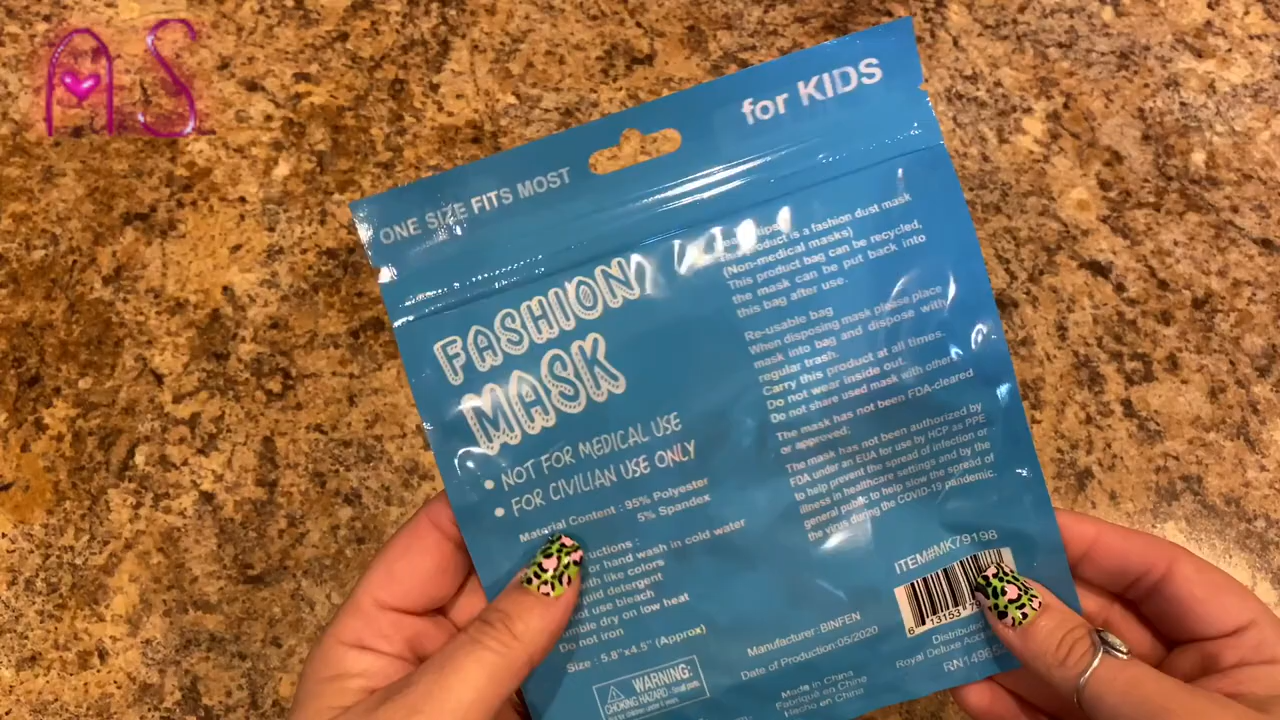 AS
ONE SIZE FITS MOST
for KIDS
FASHION
MASK
• NOT FOR MEDICAL USE
• FOR CIVILIAN USE ONLY
Material Content : 95% Polyester
5% Spandex
or hand wash in cold water
like colors
detergent
use bleach
dry on low heat
Do not iron
Size : 5.8"x4.5" (Approx)
WARNING:
CHOKING HAZARD - Small parts.
product is a fashion dust mask
(Non-medical masks)
This product bag can be recycled,
the mask can be put back into
this bag after use.
Re-usable bag
When disposing mask please place
mask into bag and dispose with
regular trash.
Carry this product at all times.
Do not wear inside out.
Do not share used mask with other
The mask has not been FDA-cleared
or approved;
The mask has not been authorized by
FDA under an EUA for use by HCP as PPE
to help prevent the spread of infection or
illness in healthcare settings and by the
general public to help slow the spread of
the virus during the COVID-19 pandemic.
ITEM#MK79198
6 13153 79
Manufacturer: BINFEN
Date of Production:05/2020
Made in China
Fabriqué en Chine
Hecho en China
Royal Deluxe